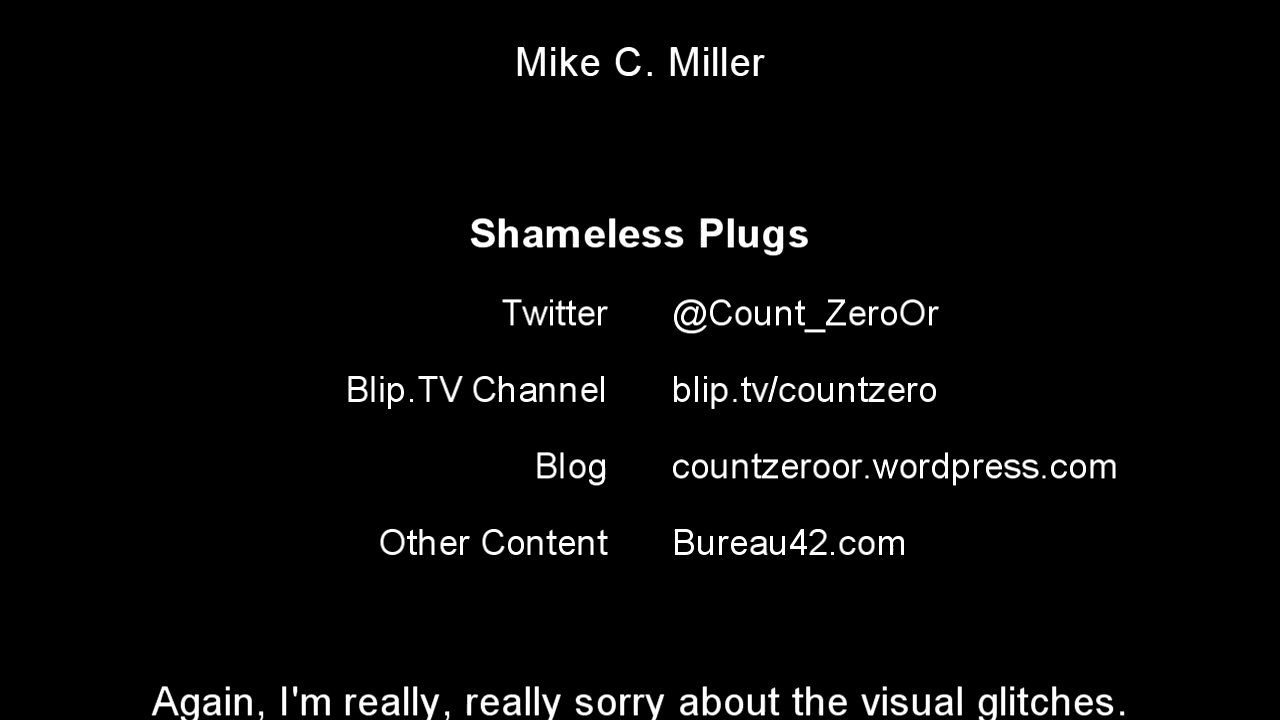 Mike C. Miller
Shameless Plugs
Twitter @Count_ZeroOr
Blip.TV Channel blip.tv/countzero
Blog countzeroor.wordpress.com
Other Content Bureau42.com
Again, I'm really, really sorry about the visual glitches.